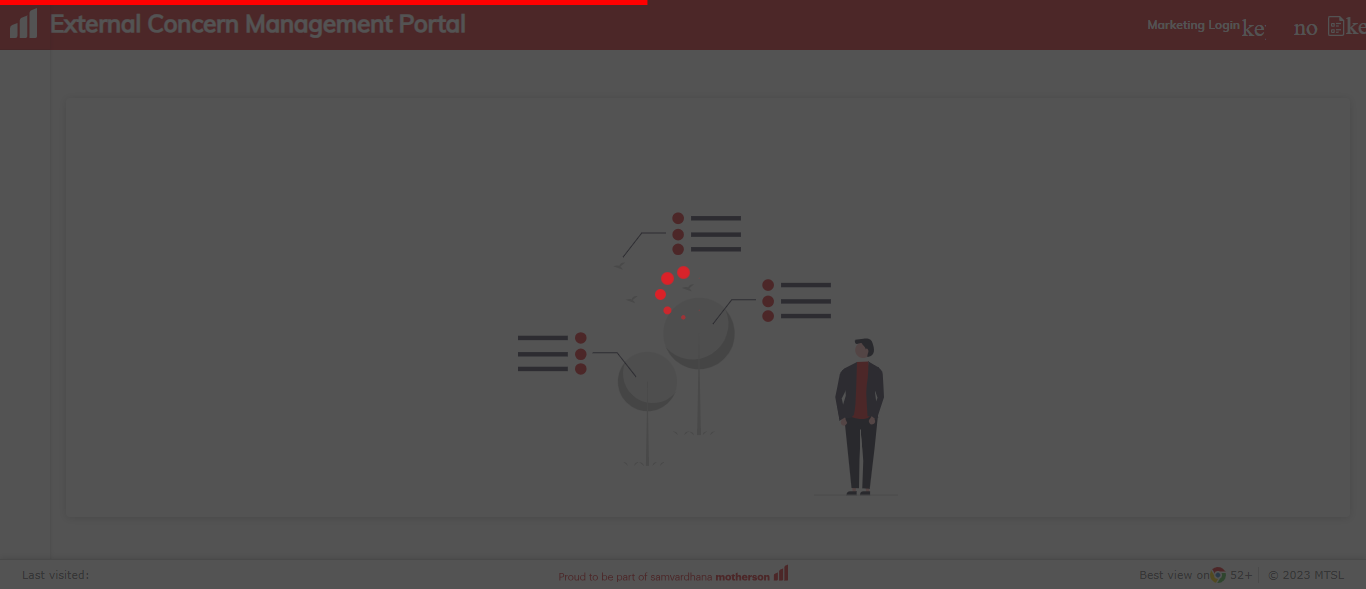 External Concern Management Portal
Marketing Login ke no ke
Last visited:
Proud to be part of samvardhana motherson
Best view on 52+ | © 2023 MTSL